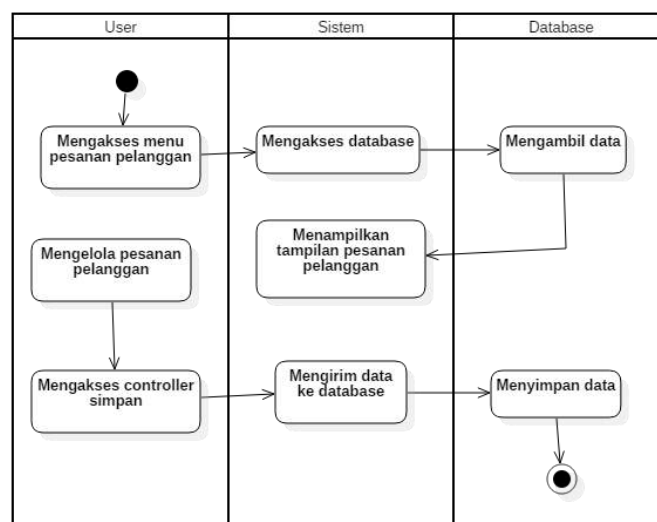 User
Sistem
Database
Mengakses menu
pesanan pelanggan
Mengakses database
Mengambil data
Menampilkan
tampilan pesanan
pelanggan
Mengelola pesanan
pelanggan
Mengakses controller
simpan
Mengirim data
ke database
Menyimpan data